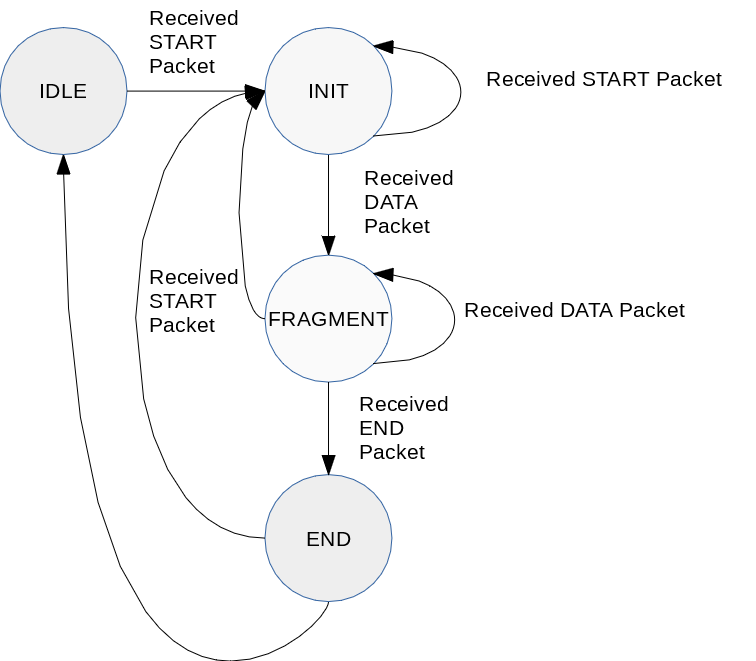 Received
START
Packet
IDLE
INIT
Received START Packet
Received
DATA
Packet
Received
START
Packet
FRAGMENT
Received DATA Packet
Received
END
Packet
END